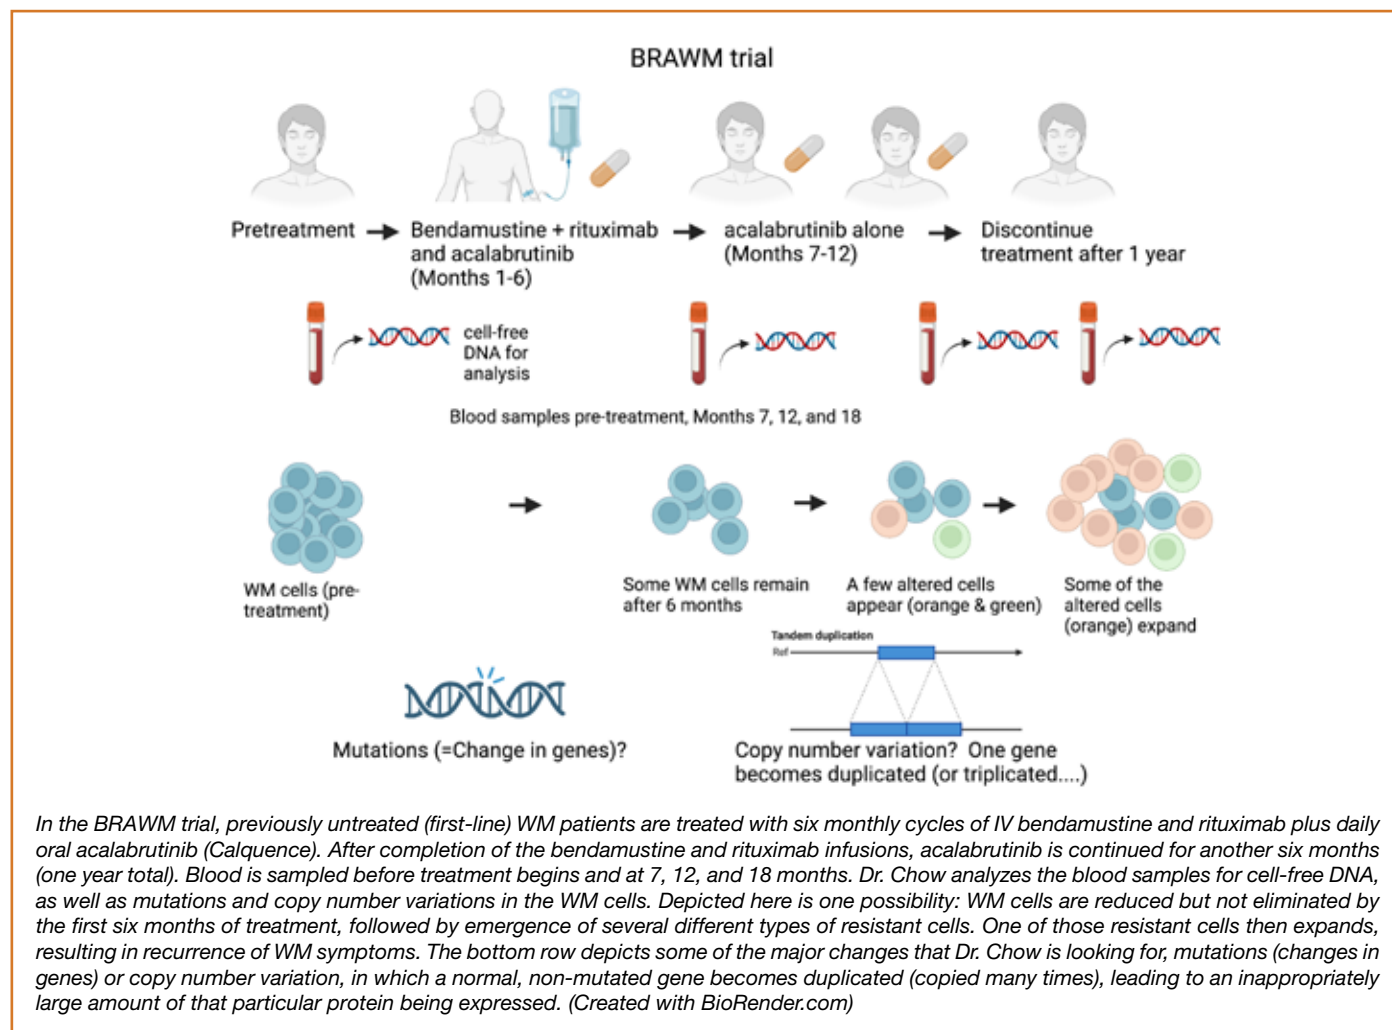 BRAWM trial
Pretreatment
Bendamustine + rituximab
and acalabrutinib
(Months 1-6)
acalabrutinib alone
(Months 7-12)
Discontinue
treatment after 1 year
cell-free
DNA for
analysis
Blood samples pre-treatment, Months 7, 12, and 18
WM cells (pre-
treatment)
Some WM cells remain
after 6 months
A few altered cells
appear (orange & green)
Some of the
altered cells
(orange) expand
Tandem duplication
Ref
Mutations (=Change in genes)?
Copy number variation? One gene
becomes duplicated (or triplicated....)
In the BRAWM trial, previously untreated (first-line) WM patients are treated with six monthly cycles of IV bendamustine and rituximab plus daily
oral acalabrutinib (Calquence). After completion of the bendamustine and rituximab infusions, acalabrutinib is continued for another six months
(one year total). Blood is sampled before treatment begins and at 7, 12, and 18 months. Dr. Chow analyzes the blood samples for cell-free DNA,
as well as mutations and copy number variations in the WM cells. Depicted here is one possibility: WM cells are reduced but not eliminated by
the first six months of treatment, followed by emergence of several different types of resistant cells. One of those resistant cells then expands,
resulting in recurrence of WM symptoms. The bottom row depicts some of the major changes that Dr. Chow is looking for, mutations (changes in
genes) or copy number variation, in which a normal, non-mutated gene becomes duplicated (copied many times), leading to an inappropriately
large amount of that particular protein being expressed. (Created with BioRender.com)